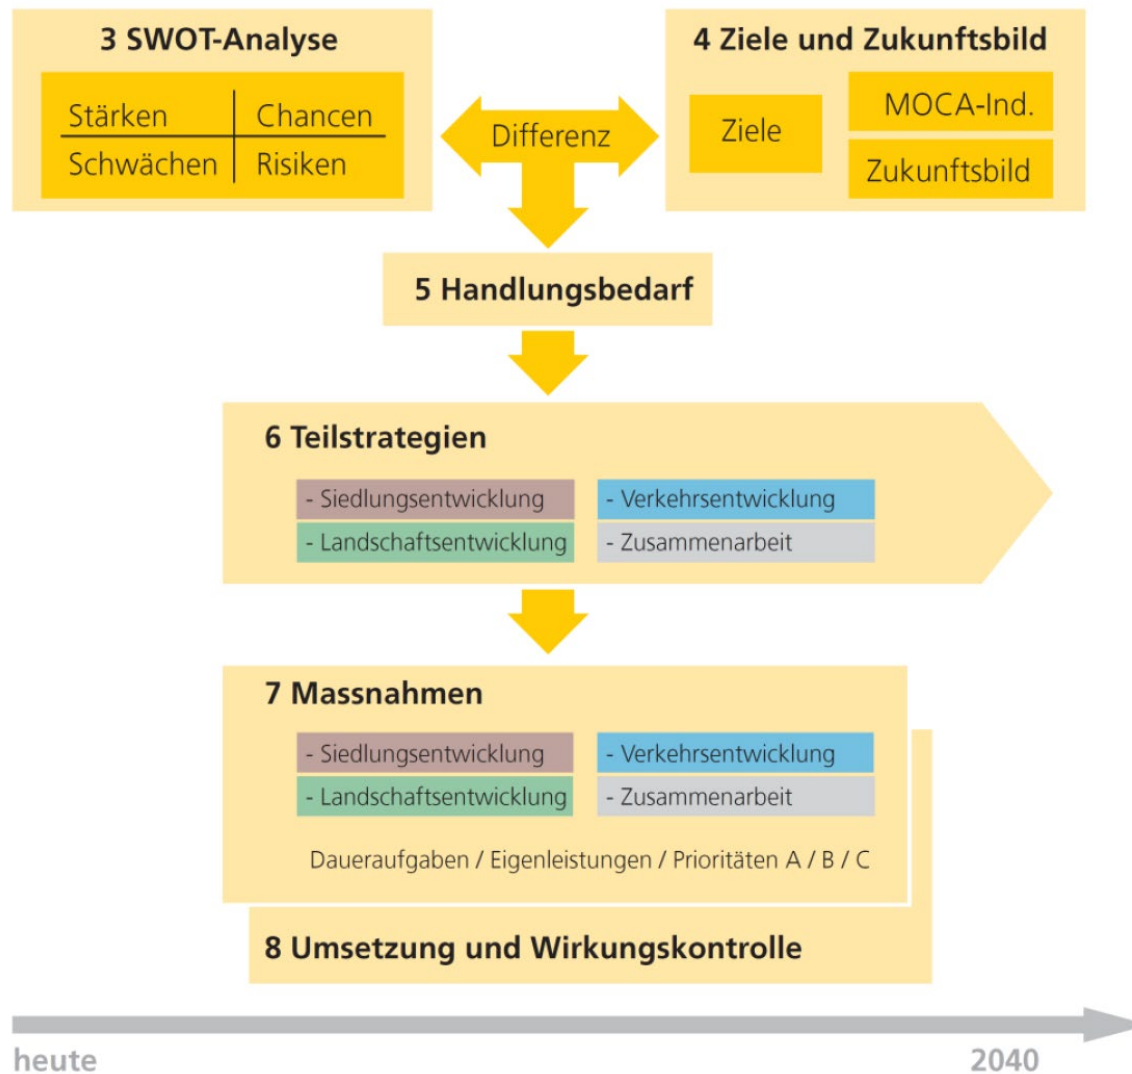 3 SWOT-Analyse
Stärken Chancen
Schwächen Risiken
Differenz
4 Ziele und Zukunftsbild
Ziele
MOCA-Ind.
Zukunftsbild
5 Handlungsbedarf
6 Teilstrategien
- Siedlungsentwicklung
- Verkehrsentwicklung
- Landschaftsentwicklung
- Zusammenarbeit
7 Massnahmen
- Siedlungsentwicklung
- Verkehrsentwicklung
- Landschaftsentwicklung
- Zusammenarbeit
Daueraufgaben / Eigenleistungen / Prioritäten A / B / C
8 Umsetzung und Wirkungskontrolle
heute
2040